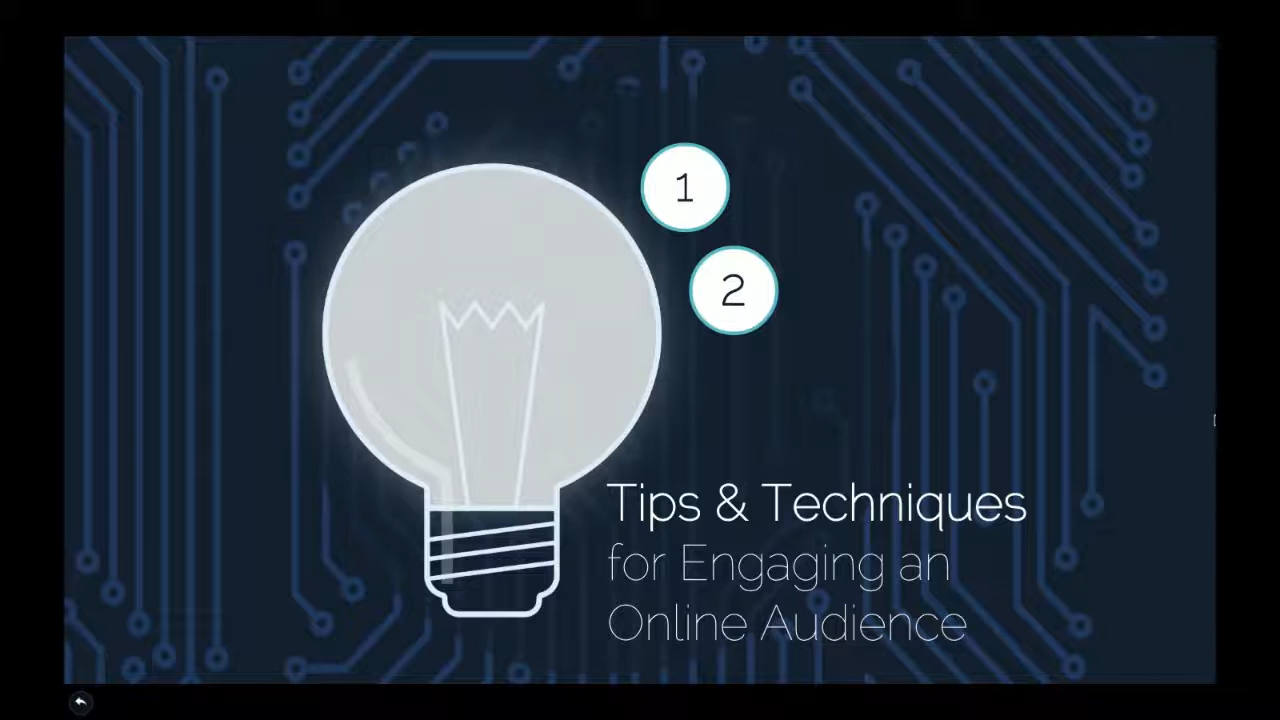 1
2
Tips & Techniques
for Engaging an
Online Audience